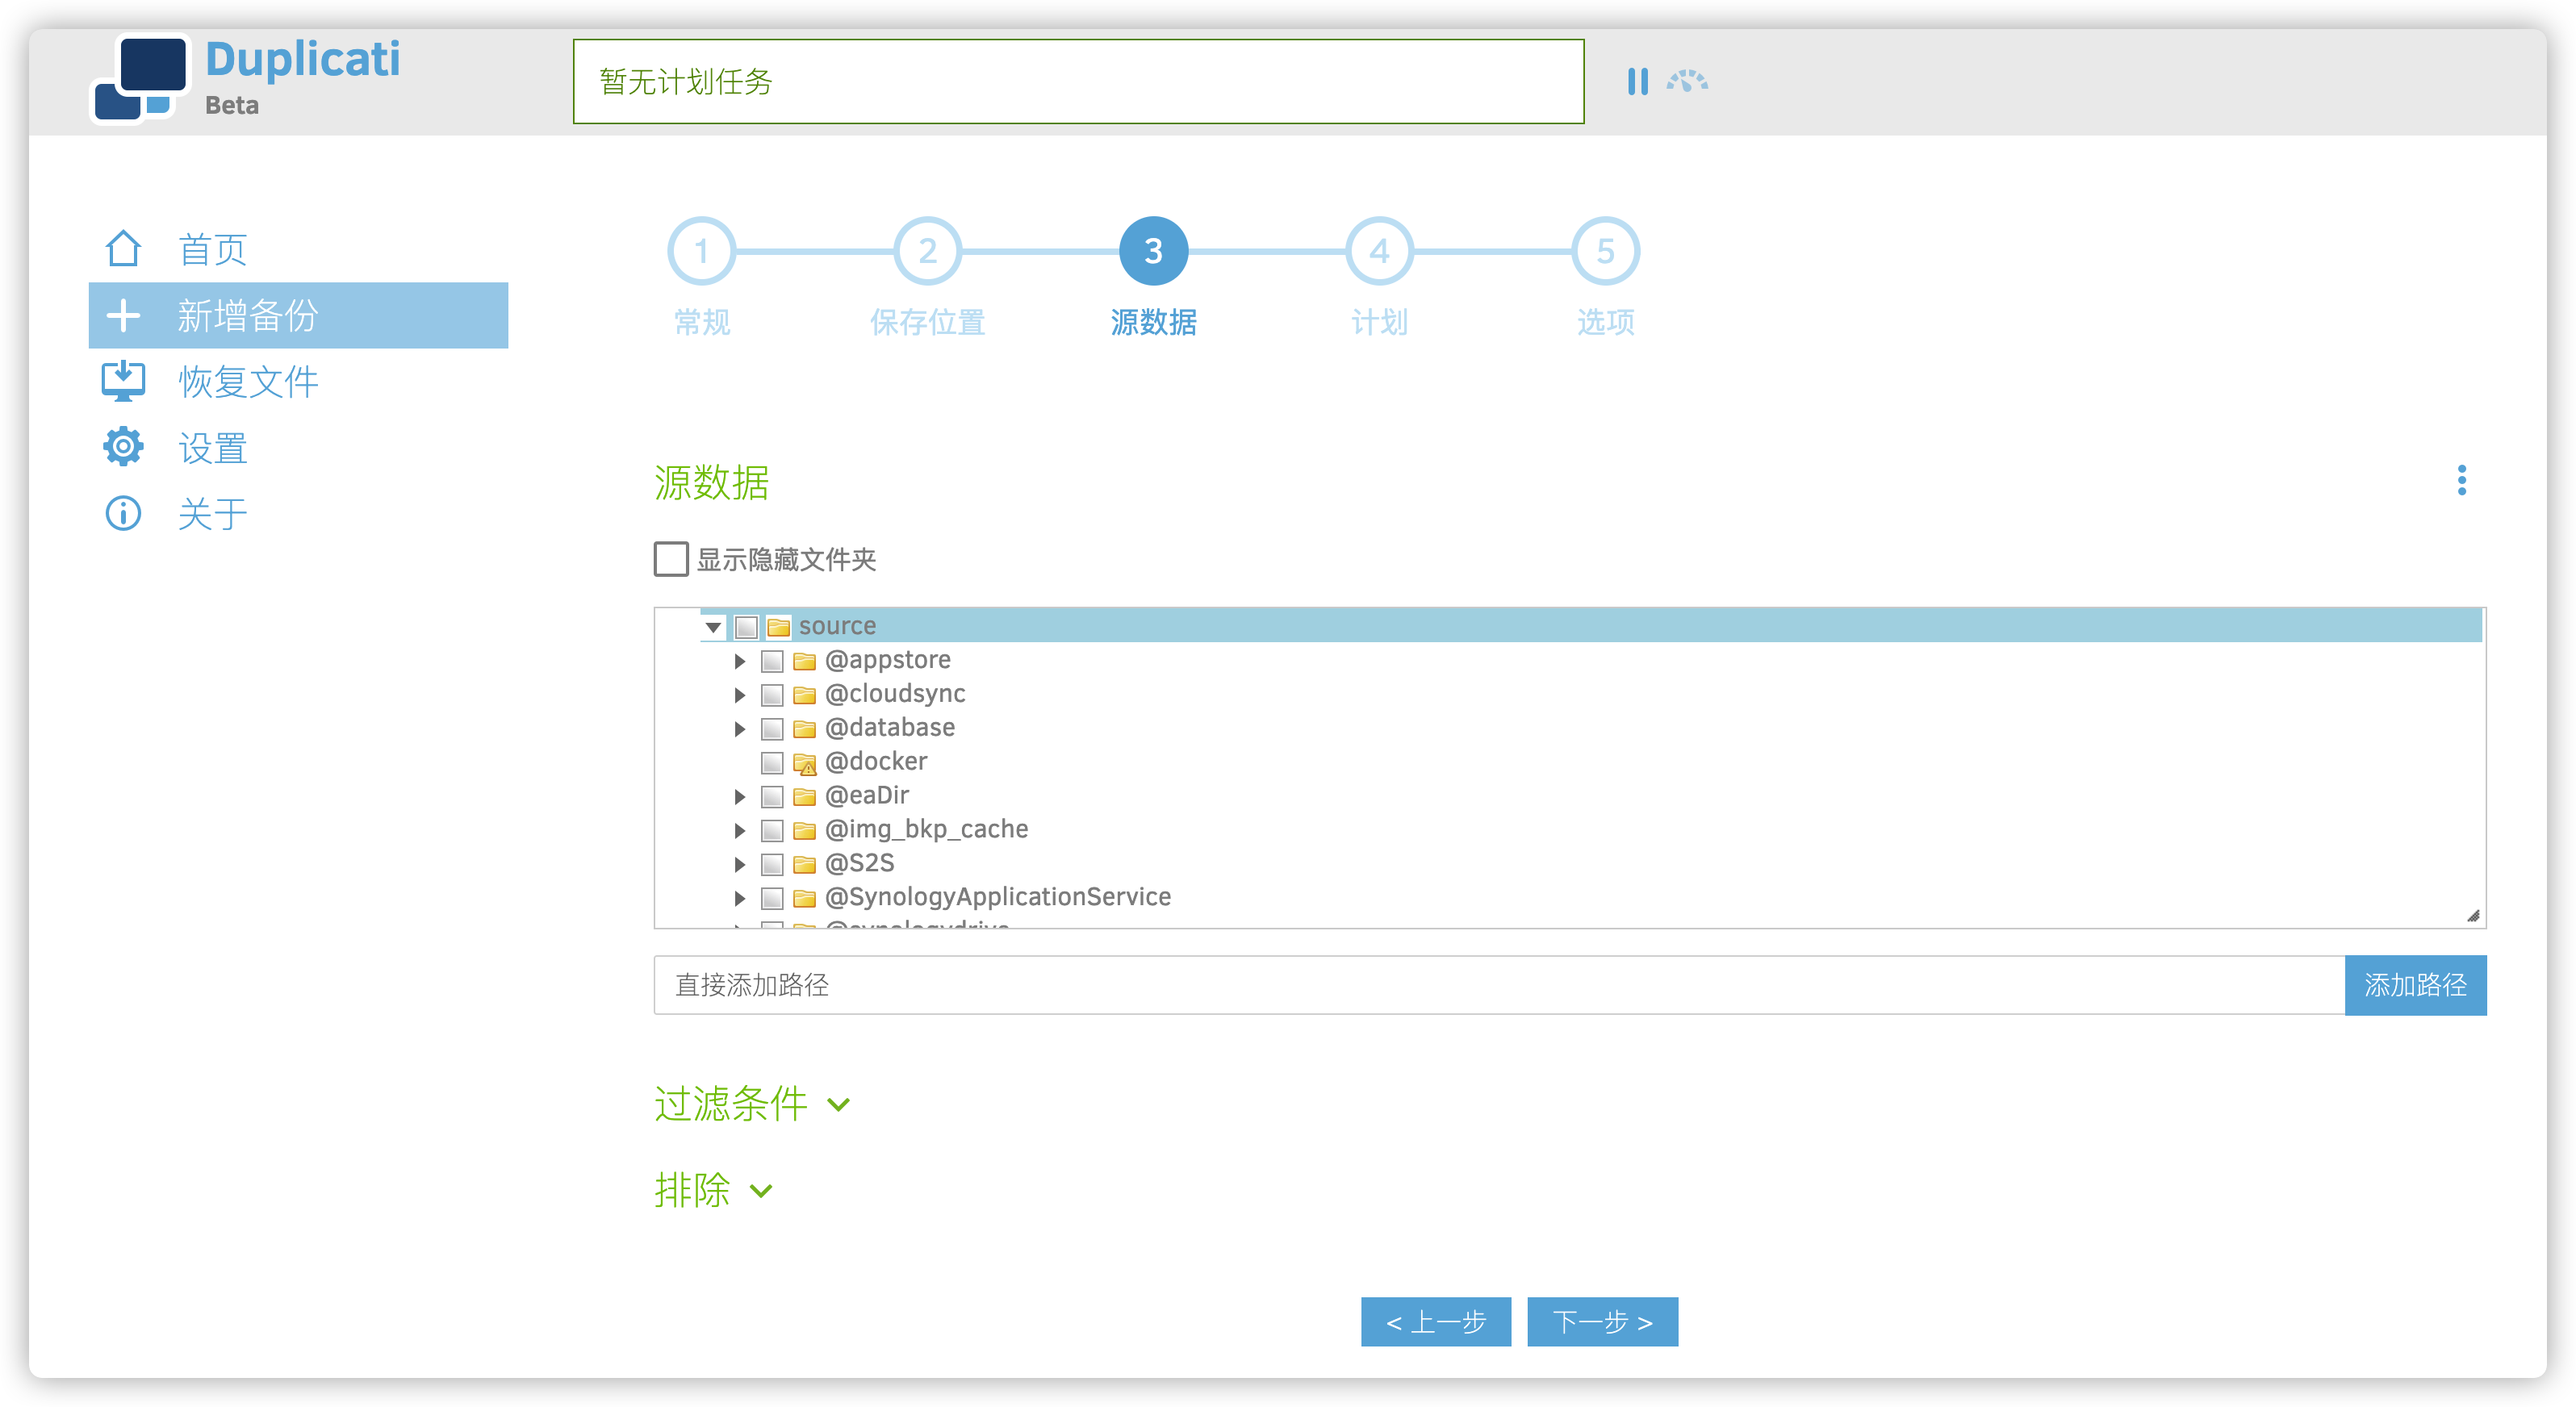 Duplicati
Beta
暂无计划任务
首页
新增备份
恢复文件
设置
关于
1
2
3
4
5
常规
保存位置
源数据
计划
选项
源数据
显示隐藏文件夹
source
@appstore
@cloudsync
@database
@docker
@eaDir
@img_bkp_cache
@S2S
@SynologyApplicationService
@synologydrive
直接添加路径
添加路径
过滤条件
排除
< 上一步
下一步 >